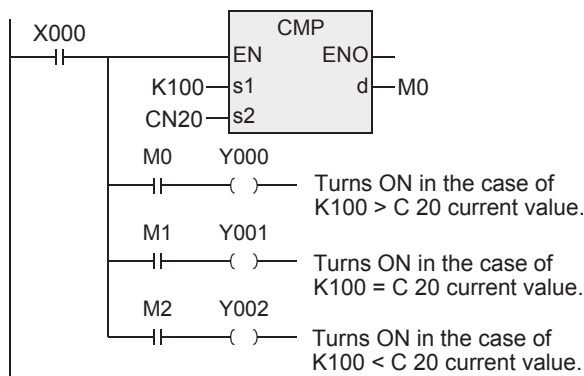 X000
CMP
EN ENO
K100 s1 d M0
CN20 s2
M0 Y000
Turns ON in the case of
K100 > C 20 current value.
M1 Y001
Turns ON in the case of
K100 = C 20 current value.
M2 Y002
Turns ON in the case of
K100 < C 20 current value.